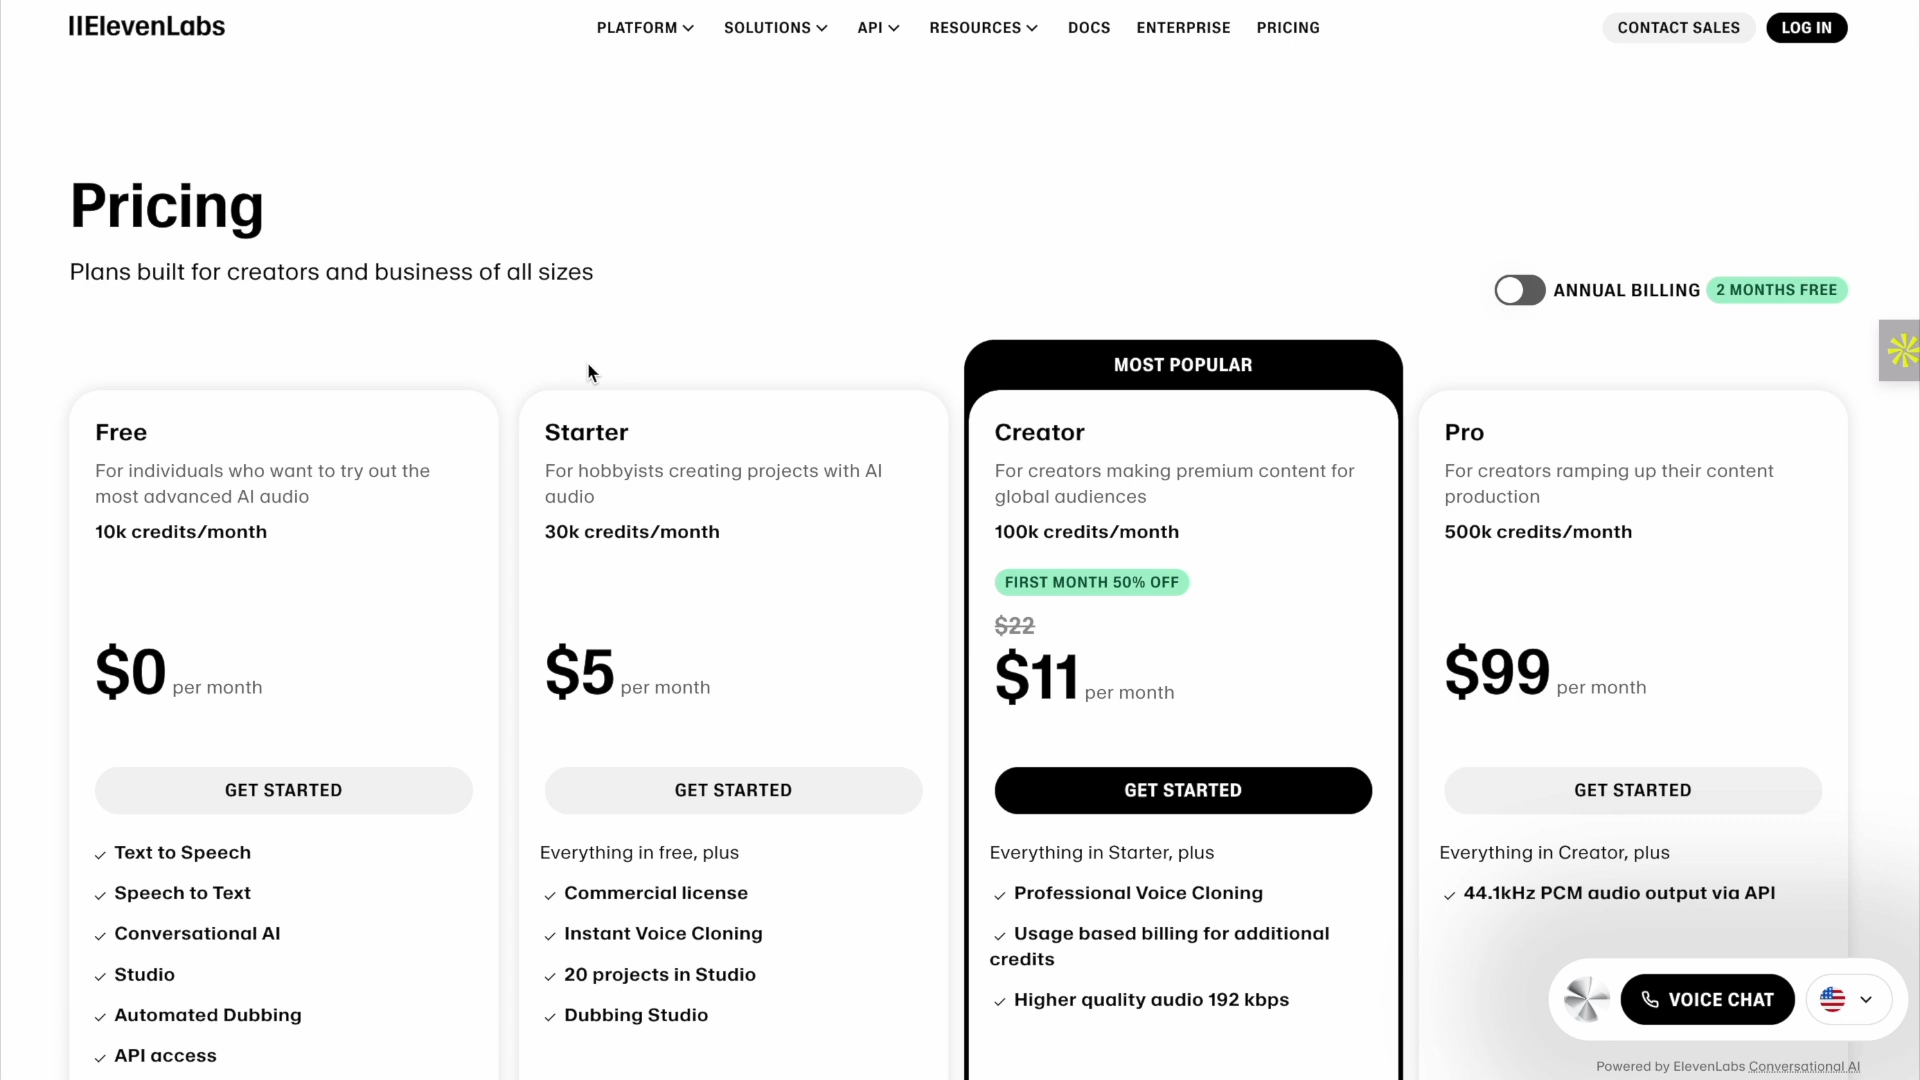 IIElevenLabs
PLATFORM
SOLUTIONS
API
RESOURCES
DOCS
ENTERPRISE
PRICING
CONTACT SALES
LOG IN
Pricing
Plans built for creators and business of all sizes
ANNUAL BILLING
2 MONTHS FREE
Free
For individuals who want to try out the
most advanced AI audio
10k credits/month
$0 per month
GET STARTED
Text to Speech
Speech to Text
Conversational AI
Studio
Automated Dubbing
API access
Starter
For hobbyists creating projects with AI
audio
30k credits/month
$5 per month
GET STARTED
Everything in free, plus
Commercial license
Instant Voice Cloning
20 projects in Studio
Dubbing Studio
MOST POPULAR
Creator
For creators making premium content for
global audiences
100k credits/month
FIRST MONTH 50% OFF
$22
$11 per month
GET STARTED
Everything in Starter, plus
Professional Voice Cloning
Usage based billing for additional
credits
Higher quality audio 192 kbps
Pro
For creators ramping up their content
production
500k credits/month
$99 per month
GET STARTED
Everything in Creator, plus
44.1kHz PCM audio output via API
VOICE CHAT
Powered by ElevenLabs Conversational AI